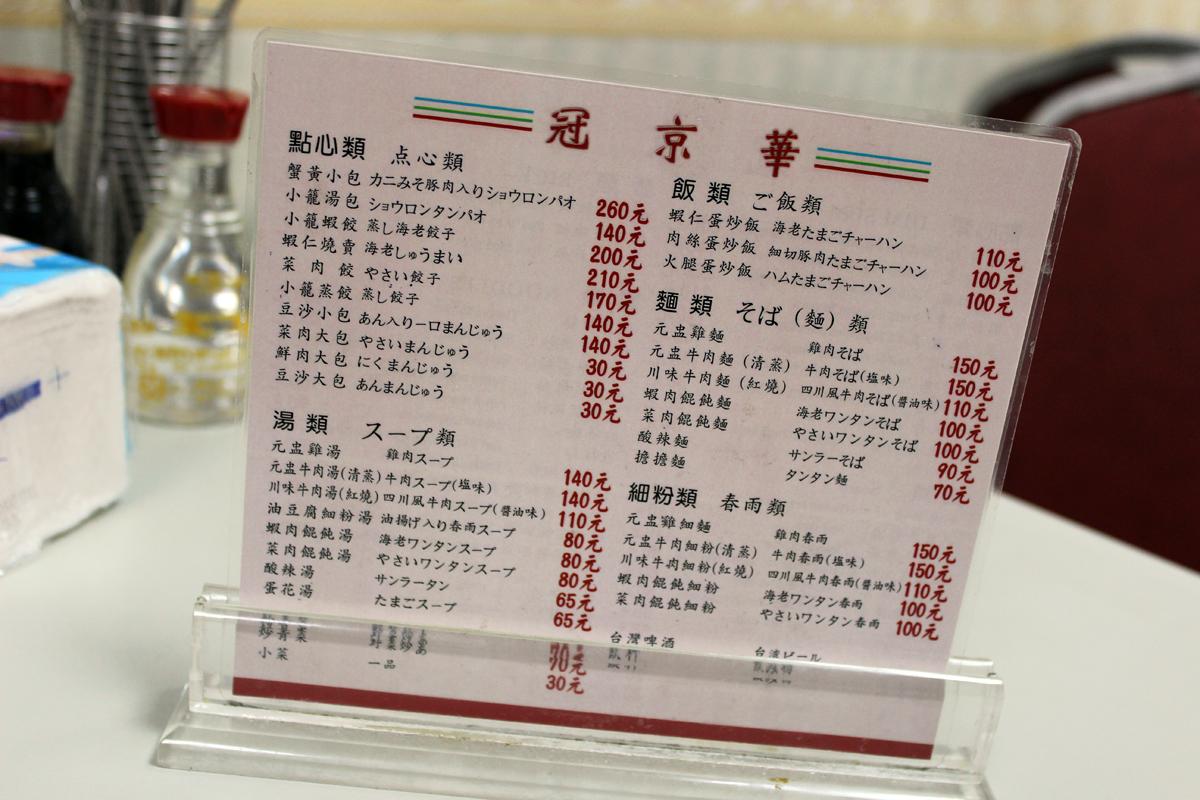 冠京華
點心類 点心類
蟹黃小包 カニみそ豚肉入りショウロンパオ 260元
小籠湯包 ショウロンタンパオ 140元
小籠蝦餃 蒸し海老餃子 200元
蝦仁燒賣 海老しゅうまい 210元
菜肉餃 やさい餃子 170元
小籠蒸餃 蒸し餃子 140元
豆沙小包 あん入り一口まんじゅう 140元
菜肉大包 やさいまんじゅう 30元
鮮肉大包 にくまんじゅう 30元
豆沙大包 あんまんじゅう 30元
湯類 スープ類
元盅雞湯 雞肉スープ 140元
元盅牛肉湯(清蒸) 牛肉スープ(塩味) 140元
川味牛肉湯(紅燒) 四川風牛肉スープ(醬油味) 110元
油豆腐細粉湯 油揚げ入り春雨スープ 80元
蝦肉餛飩湯 海老ワンタンスープ 80元
菜肉餛飩湯 やさいワンタンスープ 80元
酸辣湯 サンラータン 65元
蛋花湯 たまごスープ 65元
小菜 一品 30元
飯類 ご飯類
蝦仁蛋炒飯 海老たまごチャーハン 110元
肉絲蛋炒飯 細切豚肉たまごチャーハン 100元
火腿蛋炒飯 ハムたまごチャーハン 100元
麵類 そば(麵)類
元盅雞麵 雞肉そば 150元
元盅牛肉麵(清蒸) 牛肉そば(塩味) 150元
川味牛肉麵(紅燒) 四川風牛肉そば(醬油味) 110元
蝦肉餛飩麵 海老ワンタンそば 100元
菜肉餛飩麵 やさいワンタンそば 100元
酸辣麵 サンラーそば 90元
擔擔麵 タンタン麵 70元
細粉類 春雨類
元盅雞細麵 雞肉春雨 150元
元盅牛肉細粉(清蒸) 牛肉春雨(塩味) 150元
川味牛肉細粉(紅燒) 四川風牛肉春雨(醬油味) 110元
蝦肉餛飩細粉 海老ワンタン春雨 100元
菜肉餛飩細粉 やさいワンタン春雨 100元
台灣啤酒 台湾ビール